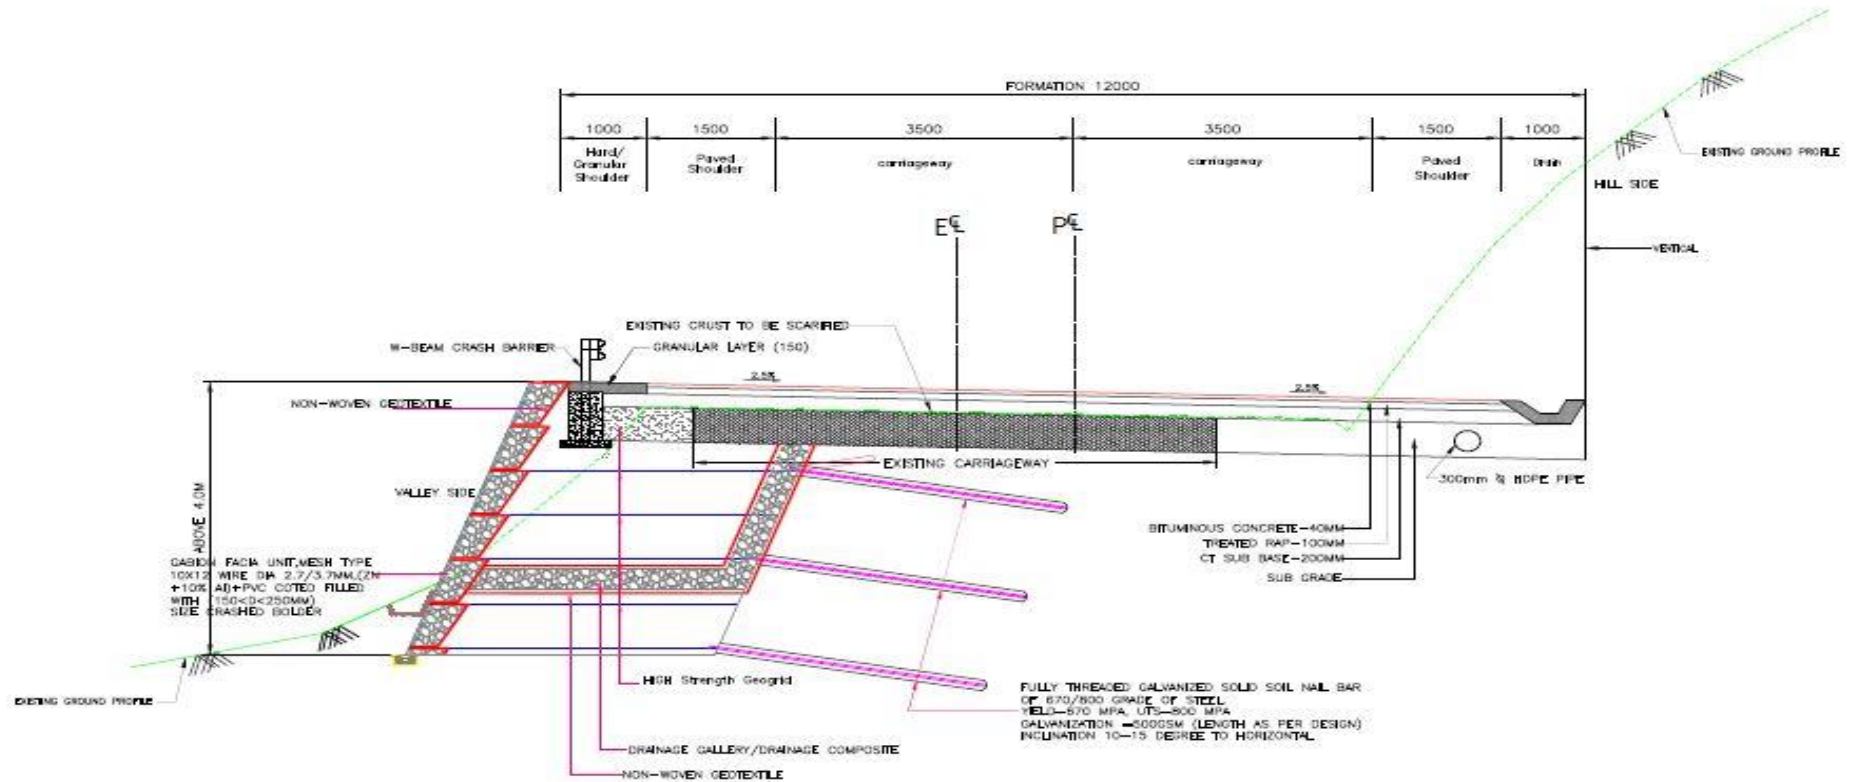 FORMATION 12000
1000
1500
3500
3500
1500
1000
Hard/
Granular
Shoulder
Paved
Shoulder
carriageway
carriageway
Paved
Shoulder
Drain
EXISTING GROUND PROFILE
HILL SIDE
E℄
P℄
VERTICAL
EXISTING CRUST TO BE SCARIFIED
W-BEAM CRASH BARRIER
GRANULAR LAYER (150)
2.5%
2.5%
NON-WOVEN GEOTEXTILE
EXISTING CARRIAGEWAY
300mm
HDPE PIPE
VALLEY SIDE
ABOVE 4.0M
BITUMINOUS CONCRETE-40MM
TREATED RAP-100MM
CT SUB BASE-200MM
SUB GRADE
GABION FACIA UNIT,MESH TYPE
10X12 WIRE DIA 2.7/3.7MM,(ZN
+10% Al)+PVC COTED FILLED
WITH (150<D<250MM)
SIZE CRASHED BOLDER
HIGH Strength Geogrid
EXISTING GROUND PROFILE
FULLY THREADED GALVANIZED SOLID SOIL NAIL BAR
OF 670/800 GRADE OF STEEL
YIELD-670 MPA, UTS-800 MPA
GALVANIZATION -500GSM (LENGTH AS PER DESIGN)
INCLINATION 10-15 DEGREE TO HORIZONTAL
DRAINAGE GALLERY/DRAINAGE COMPOSITE
NON-WOVEN GEOTEXTILE